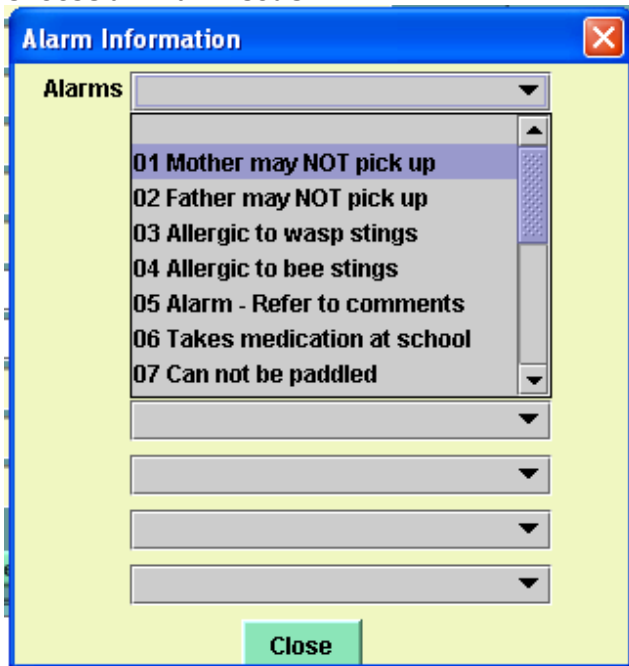 Alarm Information
Alarms
01 Mother may NOT pick up
02 Father may NOT pick up
03 Allergic to wasp stings
04 Allergic to bee stings
05 Alarm - Refer to comments
06 Takes medication at school
07 Can not be paddled
Close